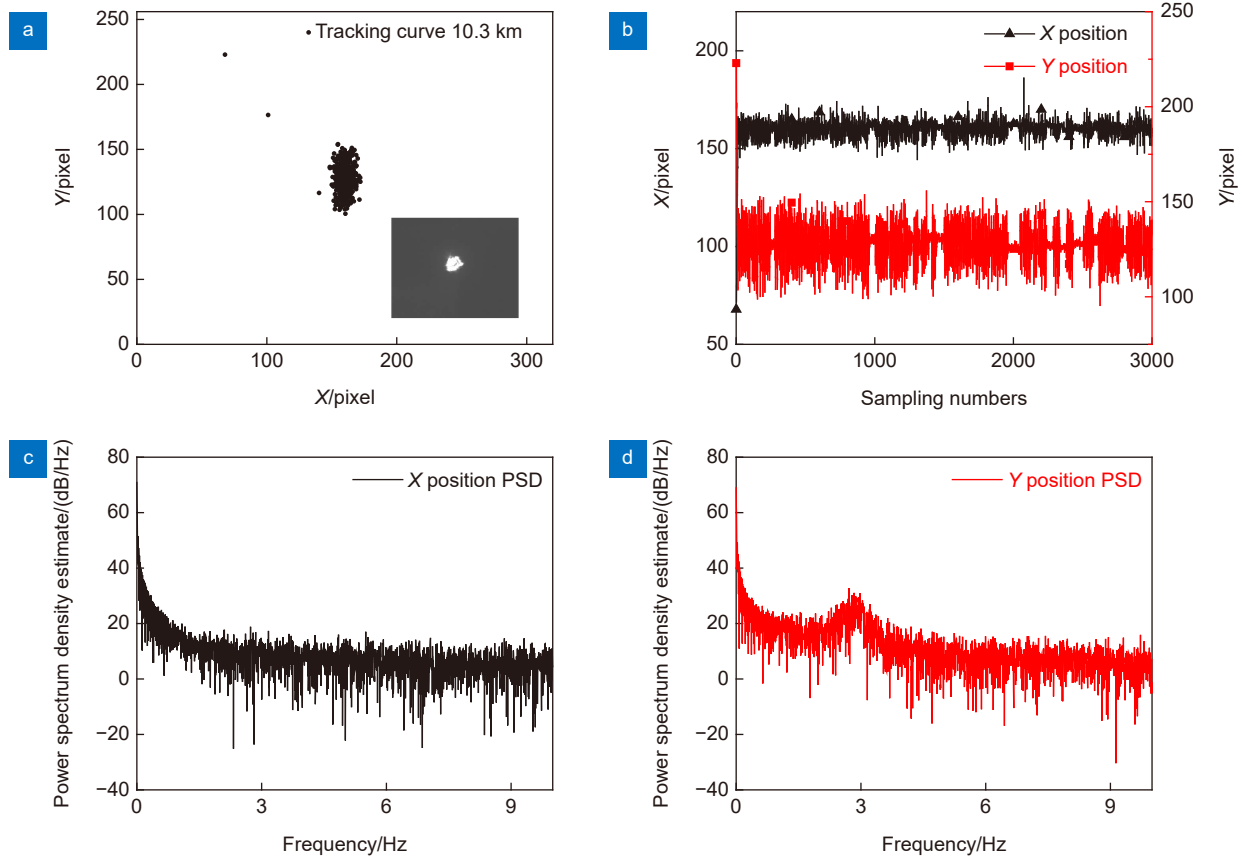 a
250
200
150
100
50
0
Y/pixel
Tracking curve 10.3 km
0
100
200
300
X/pixel
b
200
150
100
50
X/pixel
X position
Y position
250
200
150
100
Y/pixel
0
1000
2000
3000
Sampling numbers
c
80
60
40
20
0
−20
−40
Power spectrum density estimate/(dB/Hz)
X position PSD
0
3
6
9
Frequency/Hz
d
80
60
40
20
0
−20
−40
Power spectrum density estimate/(dB/Hz)
Y position PSD
0
3
6
9
Frequency/Hz